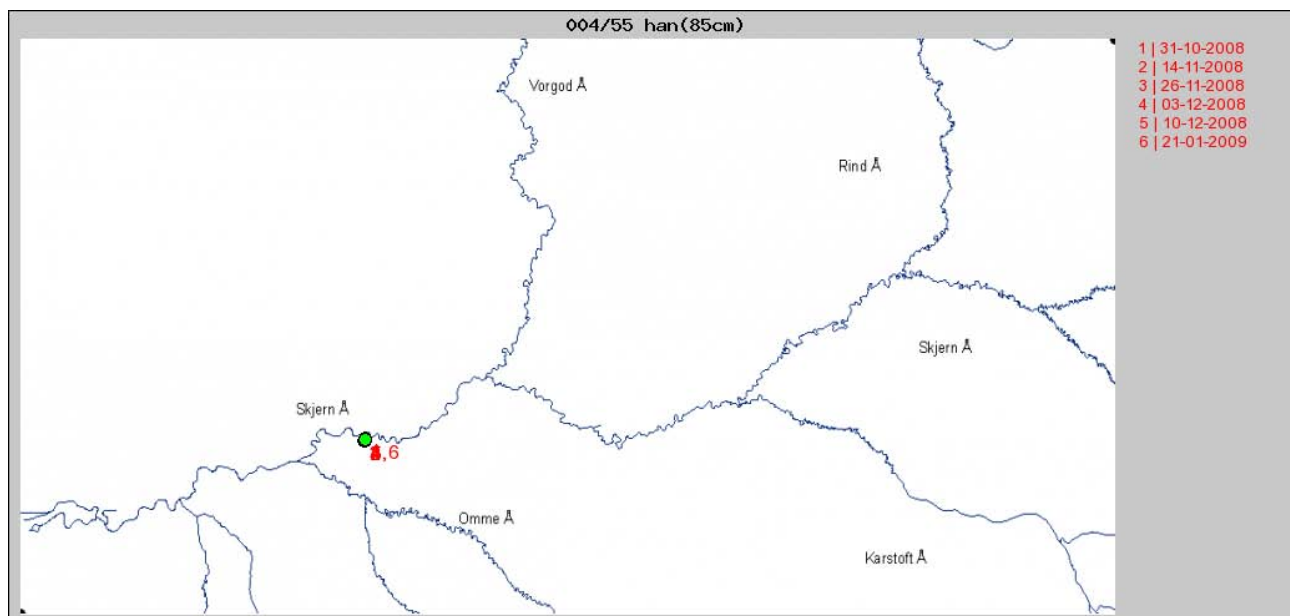 004/55 han(85cm)
1 | 31-10-2008
2 | 14-11-2008
3 | 26-11-2008
4 | 03-12-2008
5 | 10-12-2008
6 | 21-01-2009
Vorgod Å
Rind Å
Skjern Å
Skjern Å
,6
Omme Å
Karstoft Å